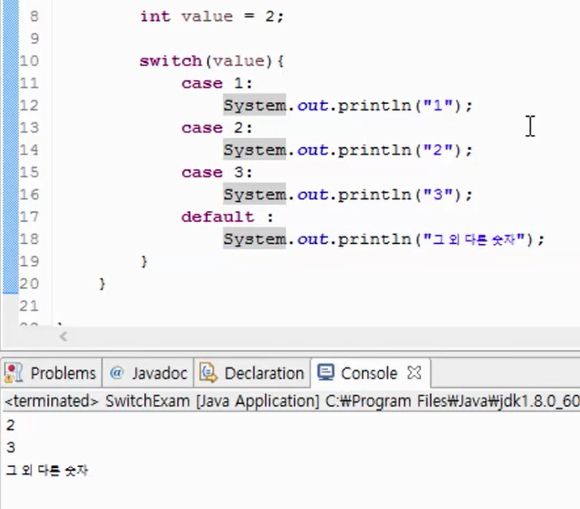 8 int value = 2;
9
10 switch(value){
11 case 1:
12 System.out.println("1");
13 case 2:
14 System.out.println("2");
15 case 3:
16 System.out.println("3");
17 default :
18 System.out.println("그 외 다른 숫자");
19 }
20 }
21
Problems @ Javadoc Declaration Console
<terminated> SwitchExam [Java Application] C:₩Program Files₩Java₩jdk1.8.0_60
2
3
그 외 다른 숫자